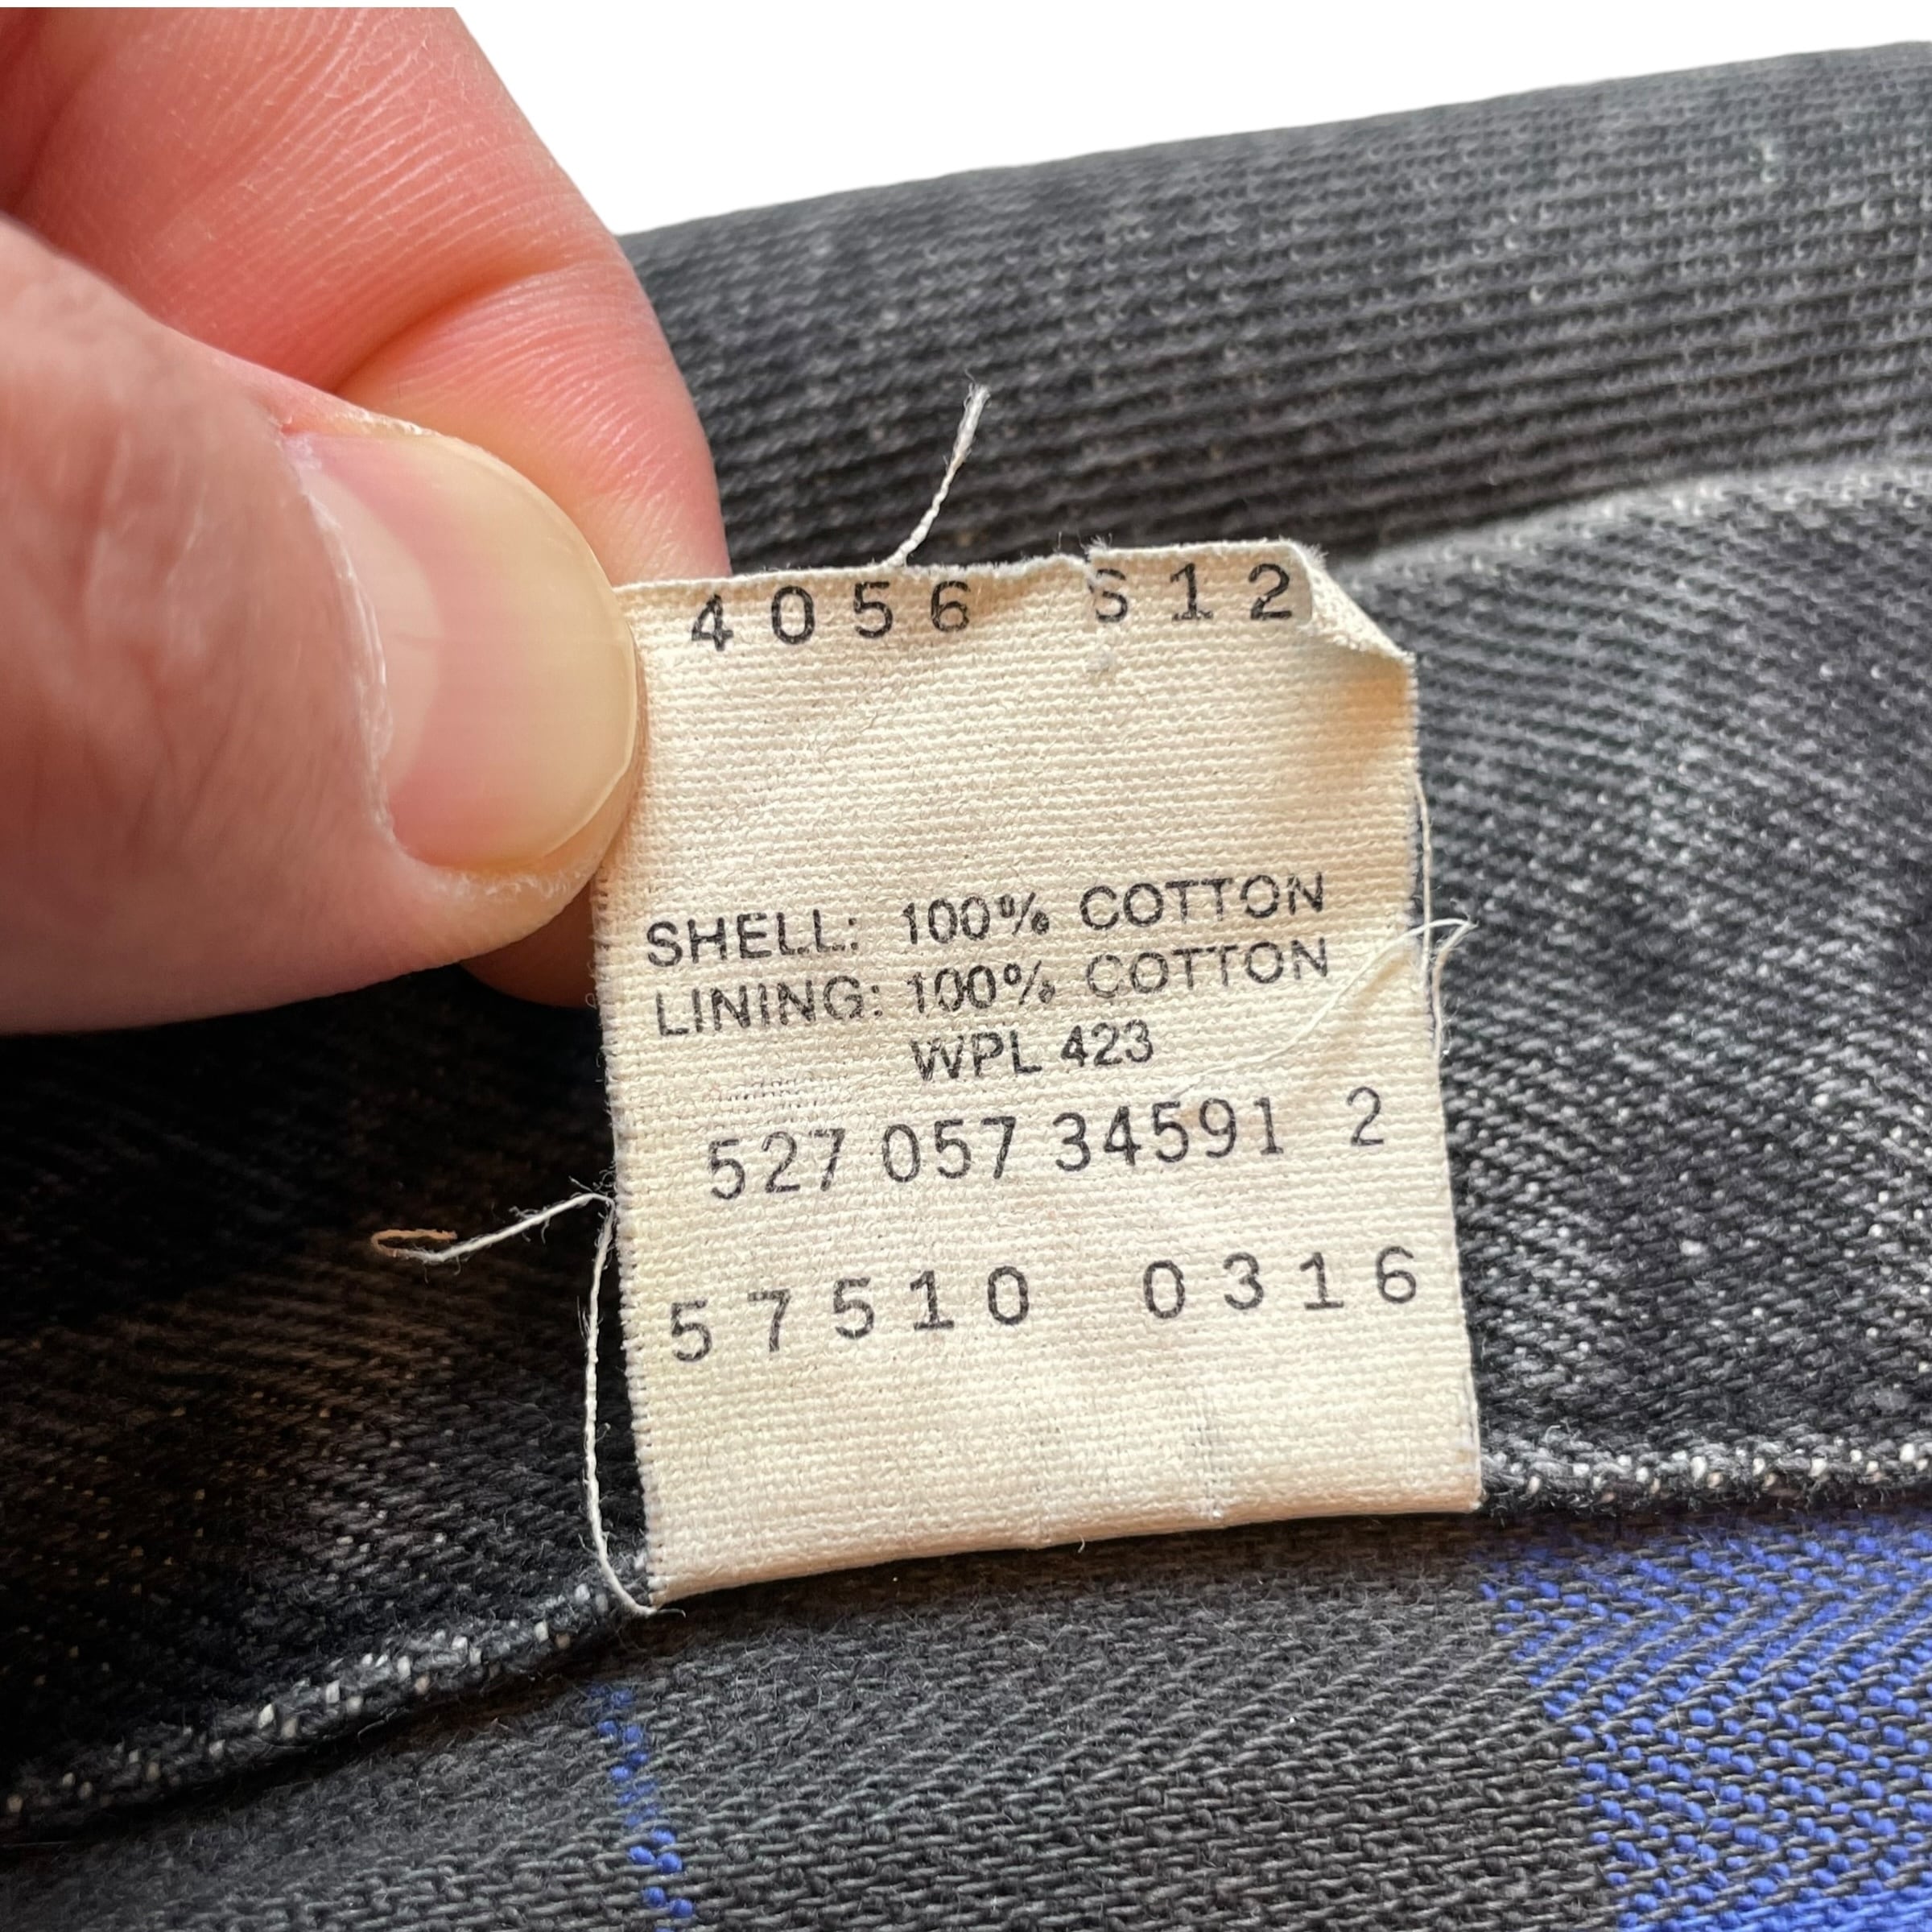 4056 S12
SHELL: 100% COTTON
LINING: 100% COTTON
WPL 423
527 057 34591 2
57510 0316